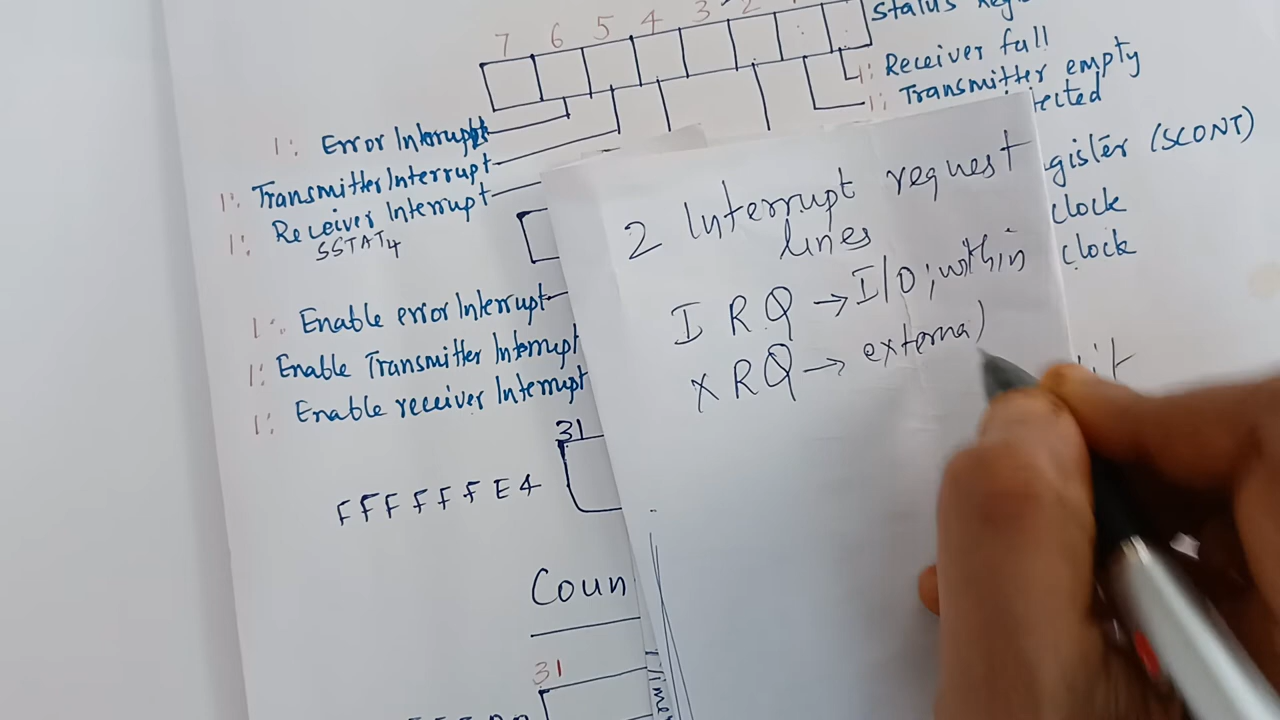 7 6 5 4 3 2
Status
1: Receiver full
1: Transmitter empty
1: Error Interrupt
1: Transmitter Interrupt
1: Receiver Interrupt
SSTAT4
(SCONT)
clock
clock
1: Enable error Interrupt
1: Enable Transmitter Interrupt
1: Enable receiver Interrupt
31
FFFFFFE4
Coun
31
2 Interrupt request
lines
IRQ → I/O; within
XRQ → external